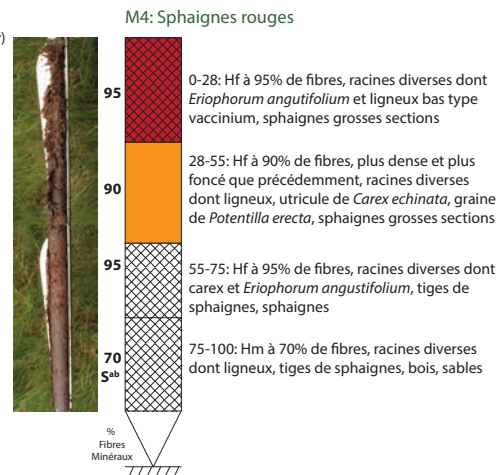 M4: Sphaignes rouges
95
0-28: Hf à 95% de fibres, racines diverses dont
Eriophorum angutifolium et ligneux bas type
vaccinium, sphaignes grosses sections
90
28-55: Hf à 90% de fibres, plus dense et plus
foncé que précédemment, racines diverses
dont ligneux, utricule de Carex echinata, graine
de Potentilla erecta, sphaignes grosses sections
95
55-75: Hf à 95% de fibres, racines diverses dont
carex et Eriophorum angustifolium, tiges de
sphaignes, sphaignes
70
Sab
75-100: Hm à 70% de fibres, racines diverses
dont ligneux, tiges de sphaignes, bois, sables
%
Fibres
Minéraux